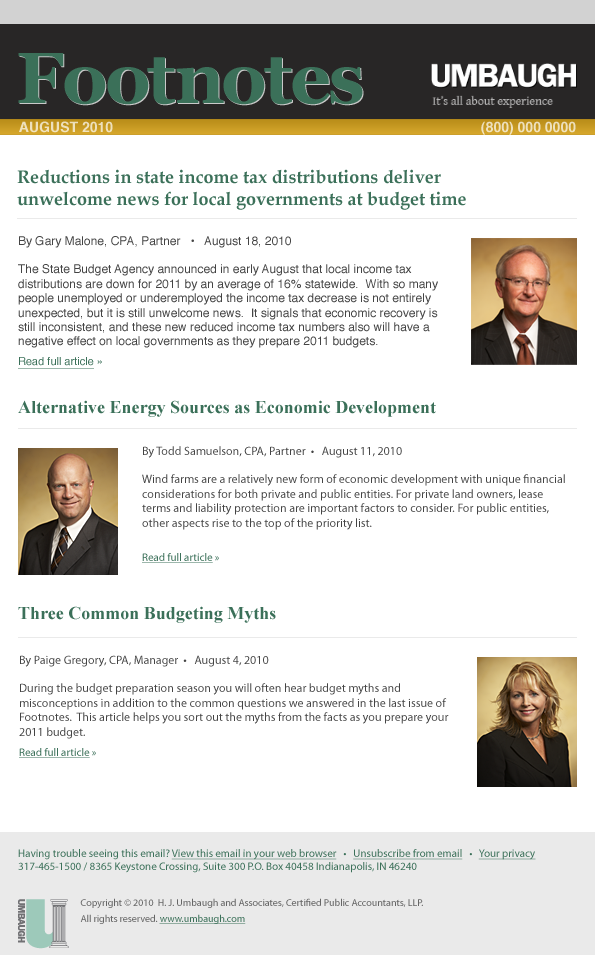 Footnotes
UMBAUGH
It's all about experience
AUGUST 2010
(800) 000 0000
Reductions in state income tax distributions deliver
unwelcome news for local governments at budget time
By Gary Malone, CPA, Partner • August 18, 2010
The State Budget Agency announced in early August that local income tax
distributions are down for 2011 by an average of 16% statewide. With so many
people unemployed or underemployed the income tax decrease is not entirely
unexpected, but it is still unwelcome news. It signals that economic recovery is
still inconsistent, and these new reduced income tax numbers also will have a
negative effect on local governments as they prepare 2011 budgets.
Read full article »
Alternative Energy Sources as Economic Development
By Todd Samuelson, CPA, Partner • August 11, 2010
Wind farms are a relatively new form of economic development with unique financial
considerations for both private and public entities. For private land owners, lease
terms and liability protection are important factors to consider. For public entities,
other aspects rise to the top of the priority list.
Read full article »
Three Common Budgeting Myths
By Paige Gregory, CPA, Manager • August 4, 2010
During the budget preparation season you will often hear budget myths and
misconceptions in addition to the common questions we answered in the last issue of
Footnotes. This article helps you sort out the myths from the facts as you prepare your
2011 budget.
Read full article »
Having trouble seeing this email? View this email in your web browser • Unsubscribe from email • Your privacy
317-465-1500 / 8365 Keystone Crossing, Suite 300 P.O. Box 40458 Indianapolis, IN 46240
UMBAUGH
Copyright © 2010 H. J. Umbaugh and Associates, Certified Public Accountants, LLP.
All rights reserved. www.umbaugh.com